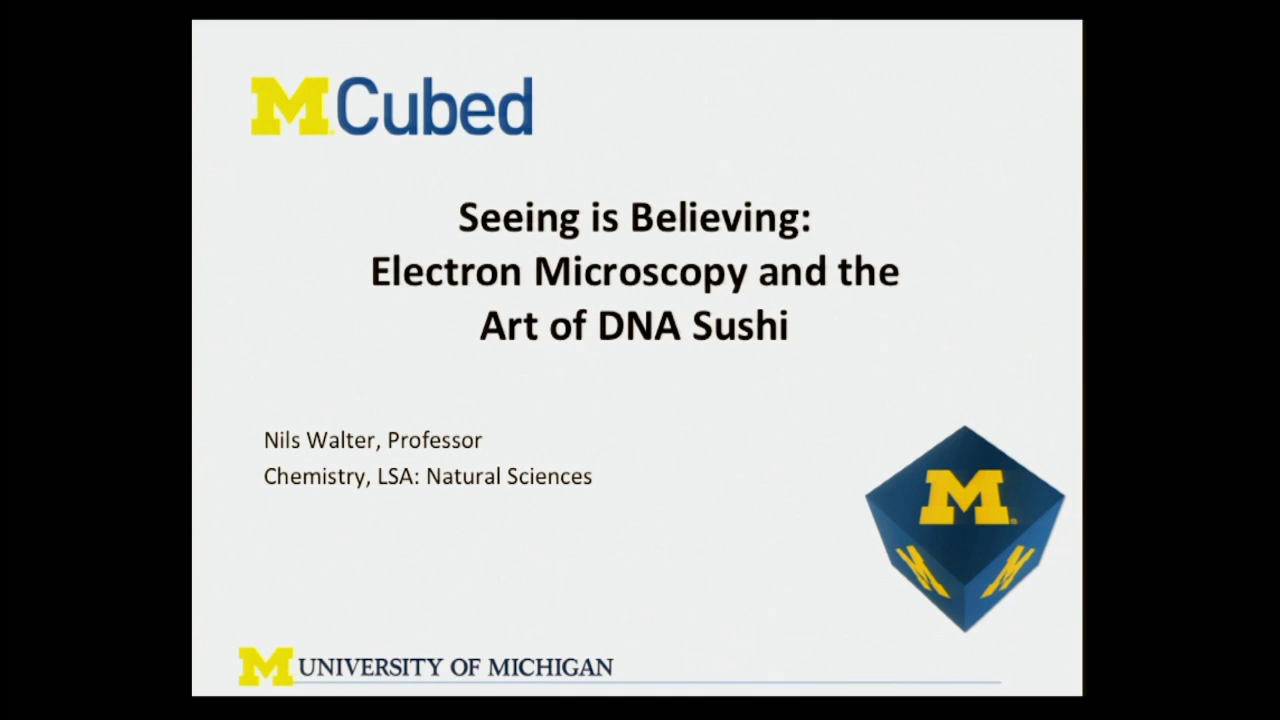 MCubed
Seeing is Believing:
Electron Microscopy and the
Art of DNA Sushi
Nils Walter, Professor
Chemistry, LSA: Natural Sciences
M
M
M
M UNIVERSITY OF MICHIGAN